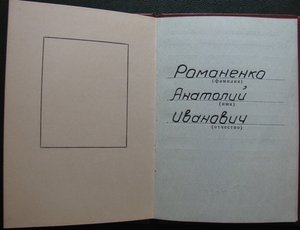 Романенко
(фамилия)
Анатолий
(имя)
Иванович
(отчество)